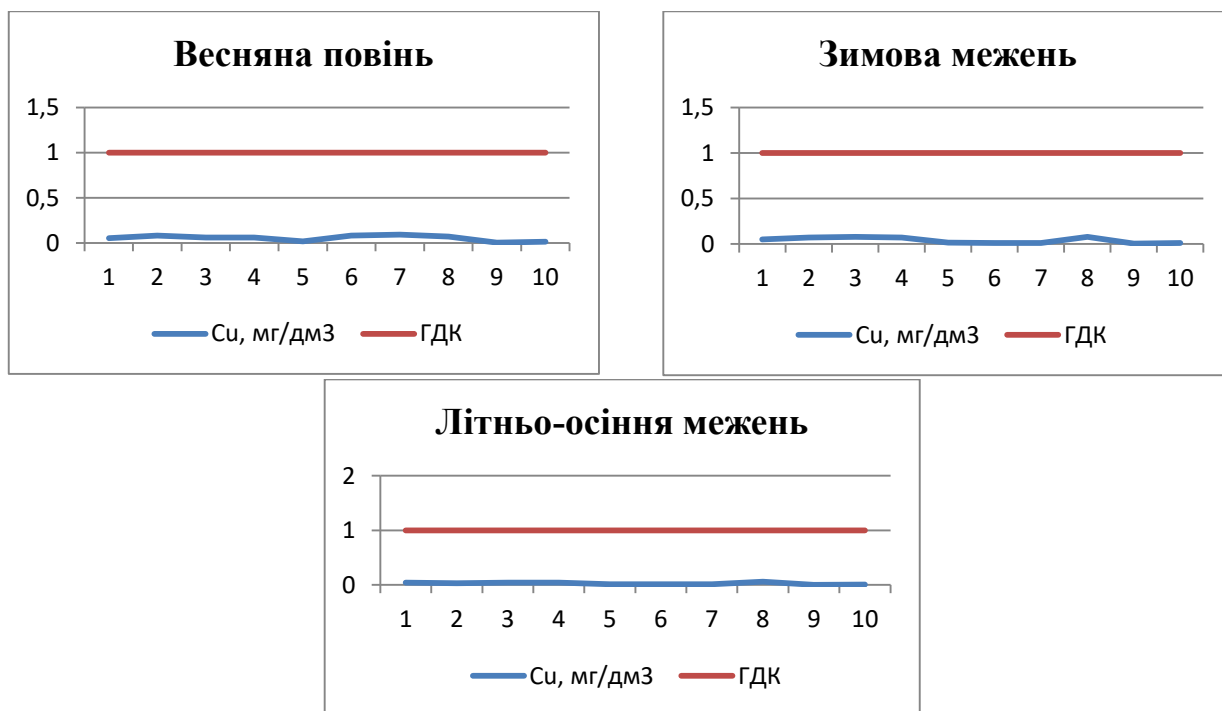 Весняна повінь
1,5
1
0,5
0
1 2 3 4 5 6 7 8 9 10
Cu, мг/дм3 ГДК
Зимова межень
1,5
1
0,5
0
1 2 3 4 5 6 7 8 9 10
Cu, мг/дм3 ГДК
Літньо-осіння межень
2
1
0
1 2 3 4 5 6 7 8 9 10
Cu, мг/дм3 ГДК